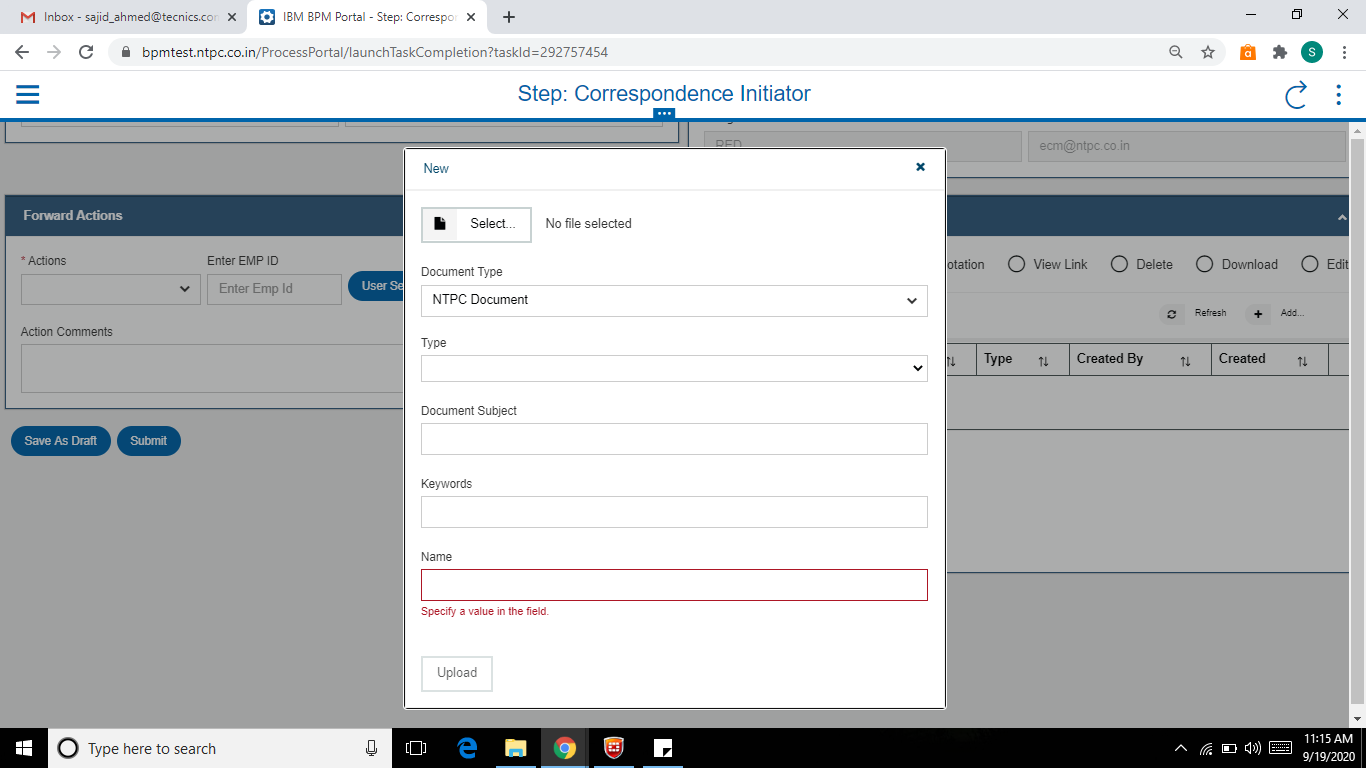 Inbox - sajid_ahmed@tecnics.con
IBM BPM Portal - Step: Correspor
bpmtest.ntpc.co.in/ProcessPortal/launchTaskCompletion?taskId=292757454
S
Step: Correspondence Initiator
RED
ecm@ntpc.co.in
New
Select...
No file selected
Document Type
NTPC Document
Type
Document Subject
Keywords
Name
Specify a value in the field.
Upload
Forward Actions
* Actions
Enter EMP ID
Enter Emp Id
User Se
Action Comments
Save As Draft
Submit
otation
View Link
Delete
Download
Edit
Refresh
Add...
Type
Created By
Created
Type here to search
11:15 AM
9/19/2020